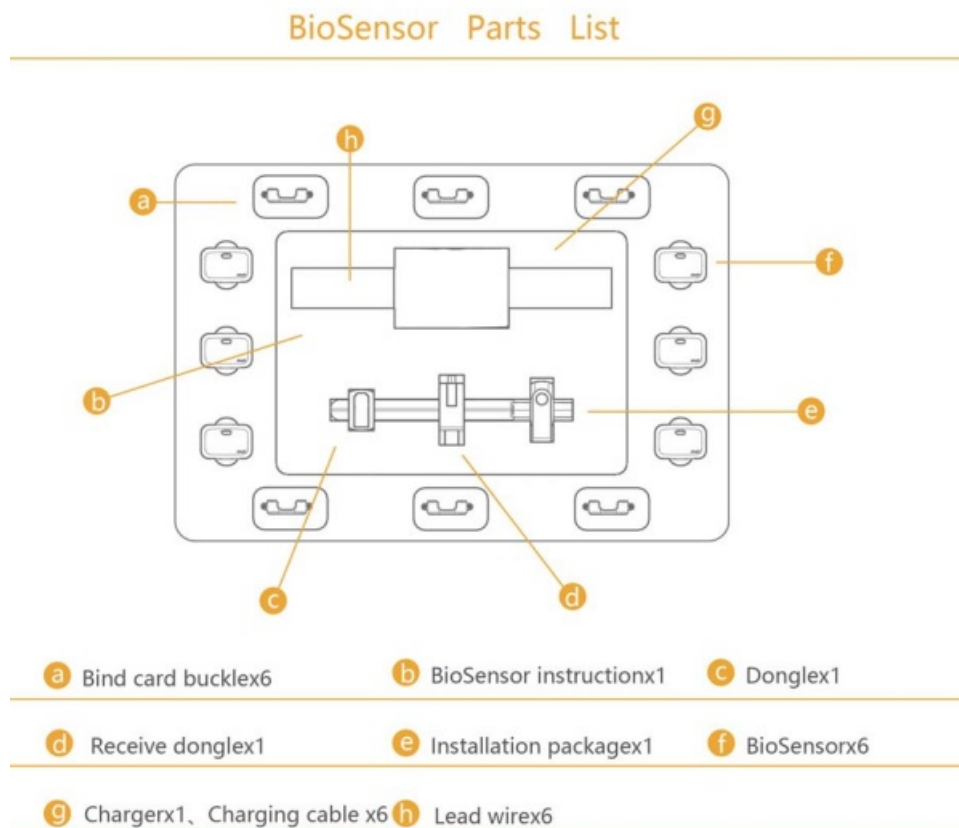 BioSensor Parts List
h
g
a
f
b
e
c
d
a Bind card bucklex6 b BioSensor instructionx1 c Donglex1
d Receive donglex1 e Installation packagex1 f BioSensorx6
g Chargerx1、Charging cable x6 h Lead wirex6